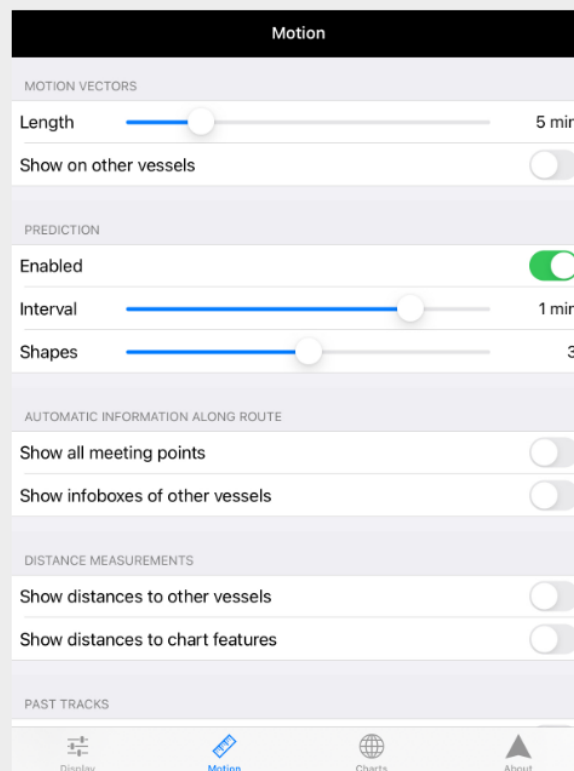 Motion
MOTION VECTORS
Length 5 min
Show on other vessels
PREDICTION
Enabled
Interval 1 min
Shapes 3
AUTOMATIC INFORMATION ALONG ROUTE
Show all meeting points
Show infoboxes of other vessels
DISTANCE MEASUREMENTS
Show distances to other vessels
Show distances to chart features
PAST TRACKS
Display Motion Charts About